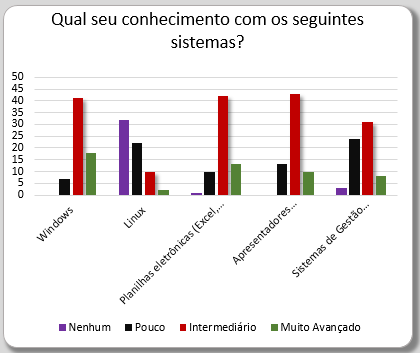 Qual seu conhecimento com os seguintes
sistemas?
50
45
40
35
30
25
20
15
10
5
0
Windows
Linux
Planilhas eletrônicas (Excel,...
Apresentadores...
Sistemas de Gestão...
Nenhum Pouco Intermediário Muito Avançado